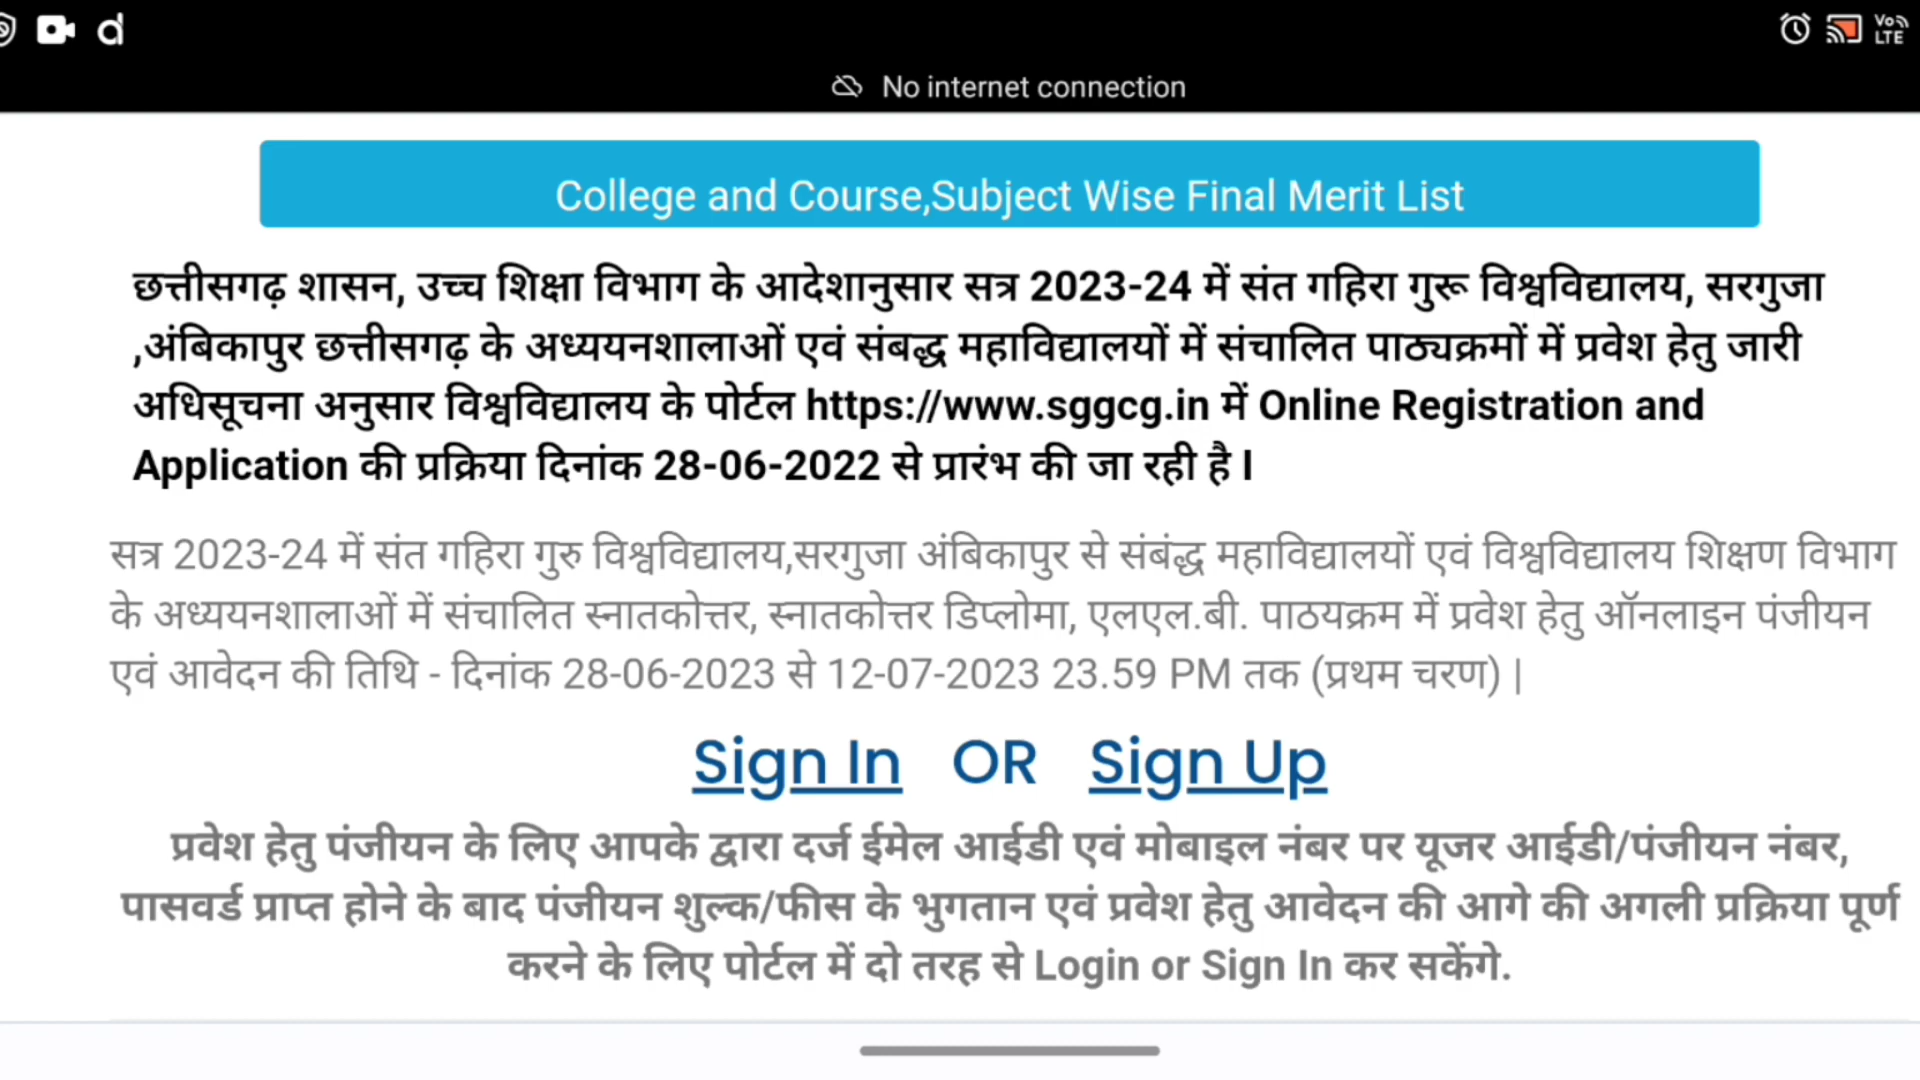 d
Vo LTE
No internet connection
College and Course,Subject Wise Final Merit List
छत्तीसगढ़ शासन, उच्च शिक्षा विभाग के आदेशानुसार सत्र 2023-24 में संत गहिरा गुरू विश्वविद्यालय, सरगुजा
,अंबिकापुर छत्तीसगढ़ के अध्ययनशालाओं एवं संबद्ध महाविद्यालयों में संचालित पाठ्यक्रमों में प्रवेश हेतु जारी
अधिसूचना अनुसार विश्वविद्यालय के पोर्टल https://www.sggcg.in में Online Registration and
Application की प्रक्रिया दिनांक 28-06-2022 से प्रारंभ की जा रही है I
सत्र 2023-24 में संत गहिरा गुरु विश्वविद्यालय,सरगुजा अंबिकापुर से संबंद्ध महाविद्यालयों एवं विश्वविद्यालय शिक्षण विभाग
के अध्ययनशालाओं में संचालित स्नातकोत्तर, स्नातकोत्तर डिप्लोमा, एलएल.बी. पाठयक्रम में प्रवेश हेतु ऑनलाइन पंजीयन
एवं आवेदन की तिथि - दिनांक 28-06-2023 से 12-07-2023 23.59 PM तक (प्रथम चरण) |
Sign In OR Sign Up
प्रवेश हेतु पंजीयन के लिए आपके द्वारा दर्ज ईमेल आईडी एवं मोबाइल नंबर पर यूजर आईडी/पंजीयन नंबर,
पासवर्ड प्राप्त होने के बाद पंजीयन शुल्क/फीस के भुगतान एवं प्रवेश हेतु आवेदन की आगे की अगली प्रक्रिया पूर्ण
करने के लिए पोर्टल में दो तरह से Login or Sign In कर सकेंगे.